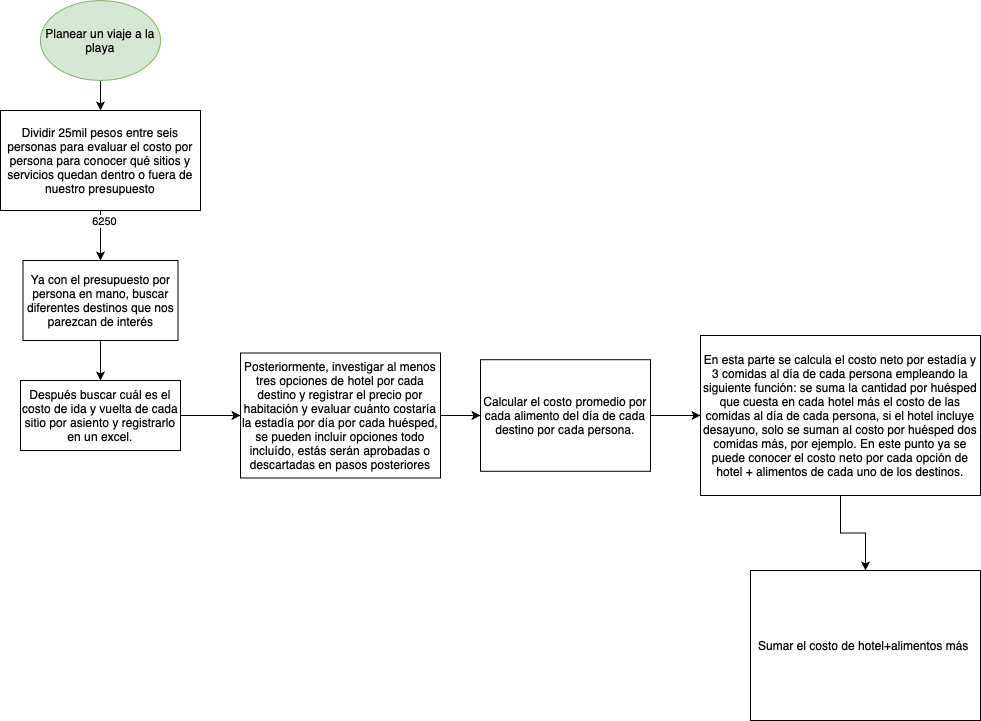 Planear un viaje a la
playa
Dividir 25mil pesos entre seis
personas para evaluar el costo por
persona para conocer qué sitios y
servicios quedan dentro o fuera de
nuestro presupuesto
6250
Ya con el presupuesto por
persona en mano, buscar
diferentes destinos que nos
parezcan de interés
Después buscar cuál es el
costo de ida y vuelta de cada
sitio por asiento y registrarlo
en un excel.
Posteriormente, investigar al menos
tres opciones de hotel por cada
destino y registrar el precio por
habitación y evaluar cuánto costaría
la estadía por día por cada huésped,
se pueden incluir opciones todo
incluído, estás serán aprobadas o
descartadas en pasos posteriores
Calcular el costo promedio por
cada alimento del día de cada
destino por cada persona.
En esta parte se calcula el costo neto por estadía y
3 comidas al día de cada persona empleando la
siguiente función: se suma la cantidad por huésped
que cuesta en cada hotel más el costo de las
comidas al día de cada persona, si el hotel incluye
desayuno, solo se suman al costo por huésped dos
comidas más, por ejemplo. En este punto ya se
puede conocer el costo neto por cada opción de
hotel + alimentos de cada uno de los destinos.
Sumar el costo de hotel+alimentos más